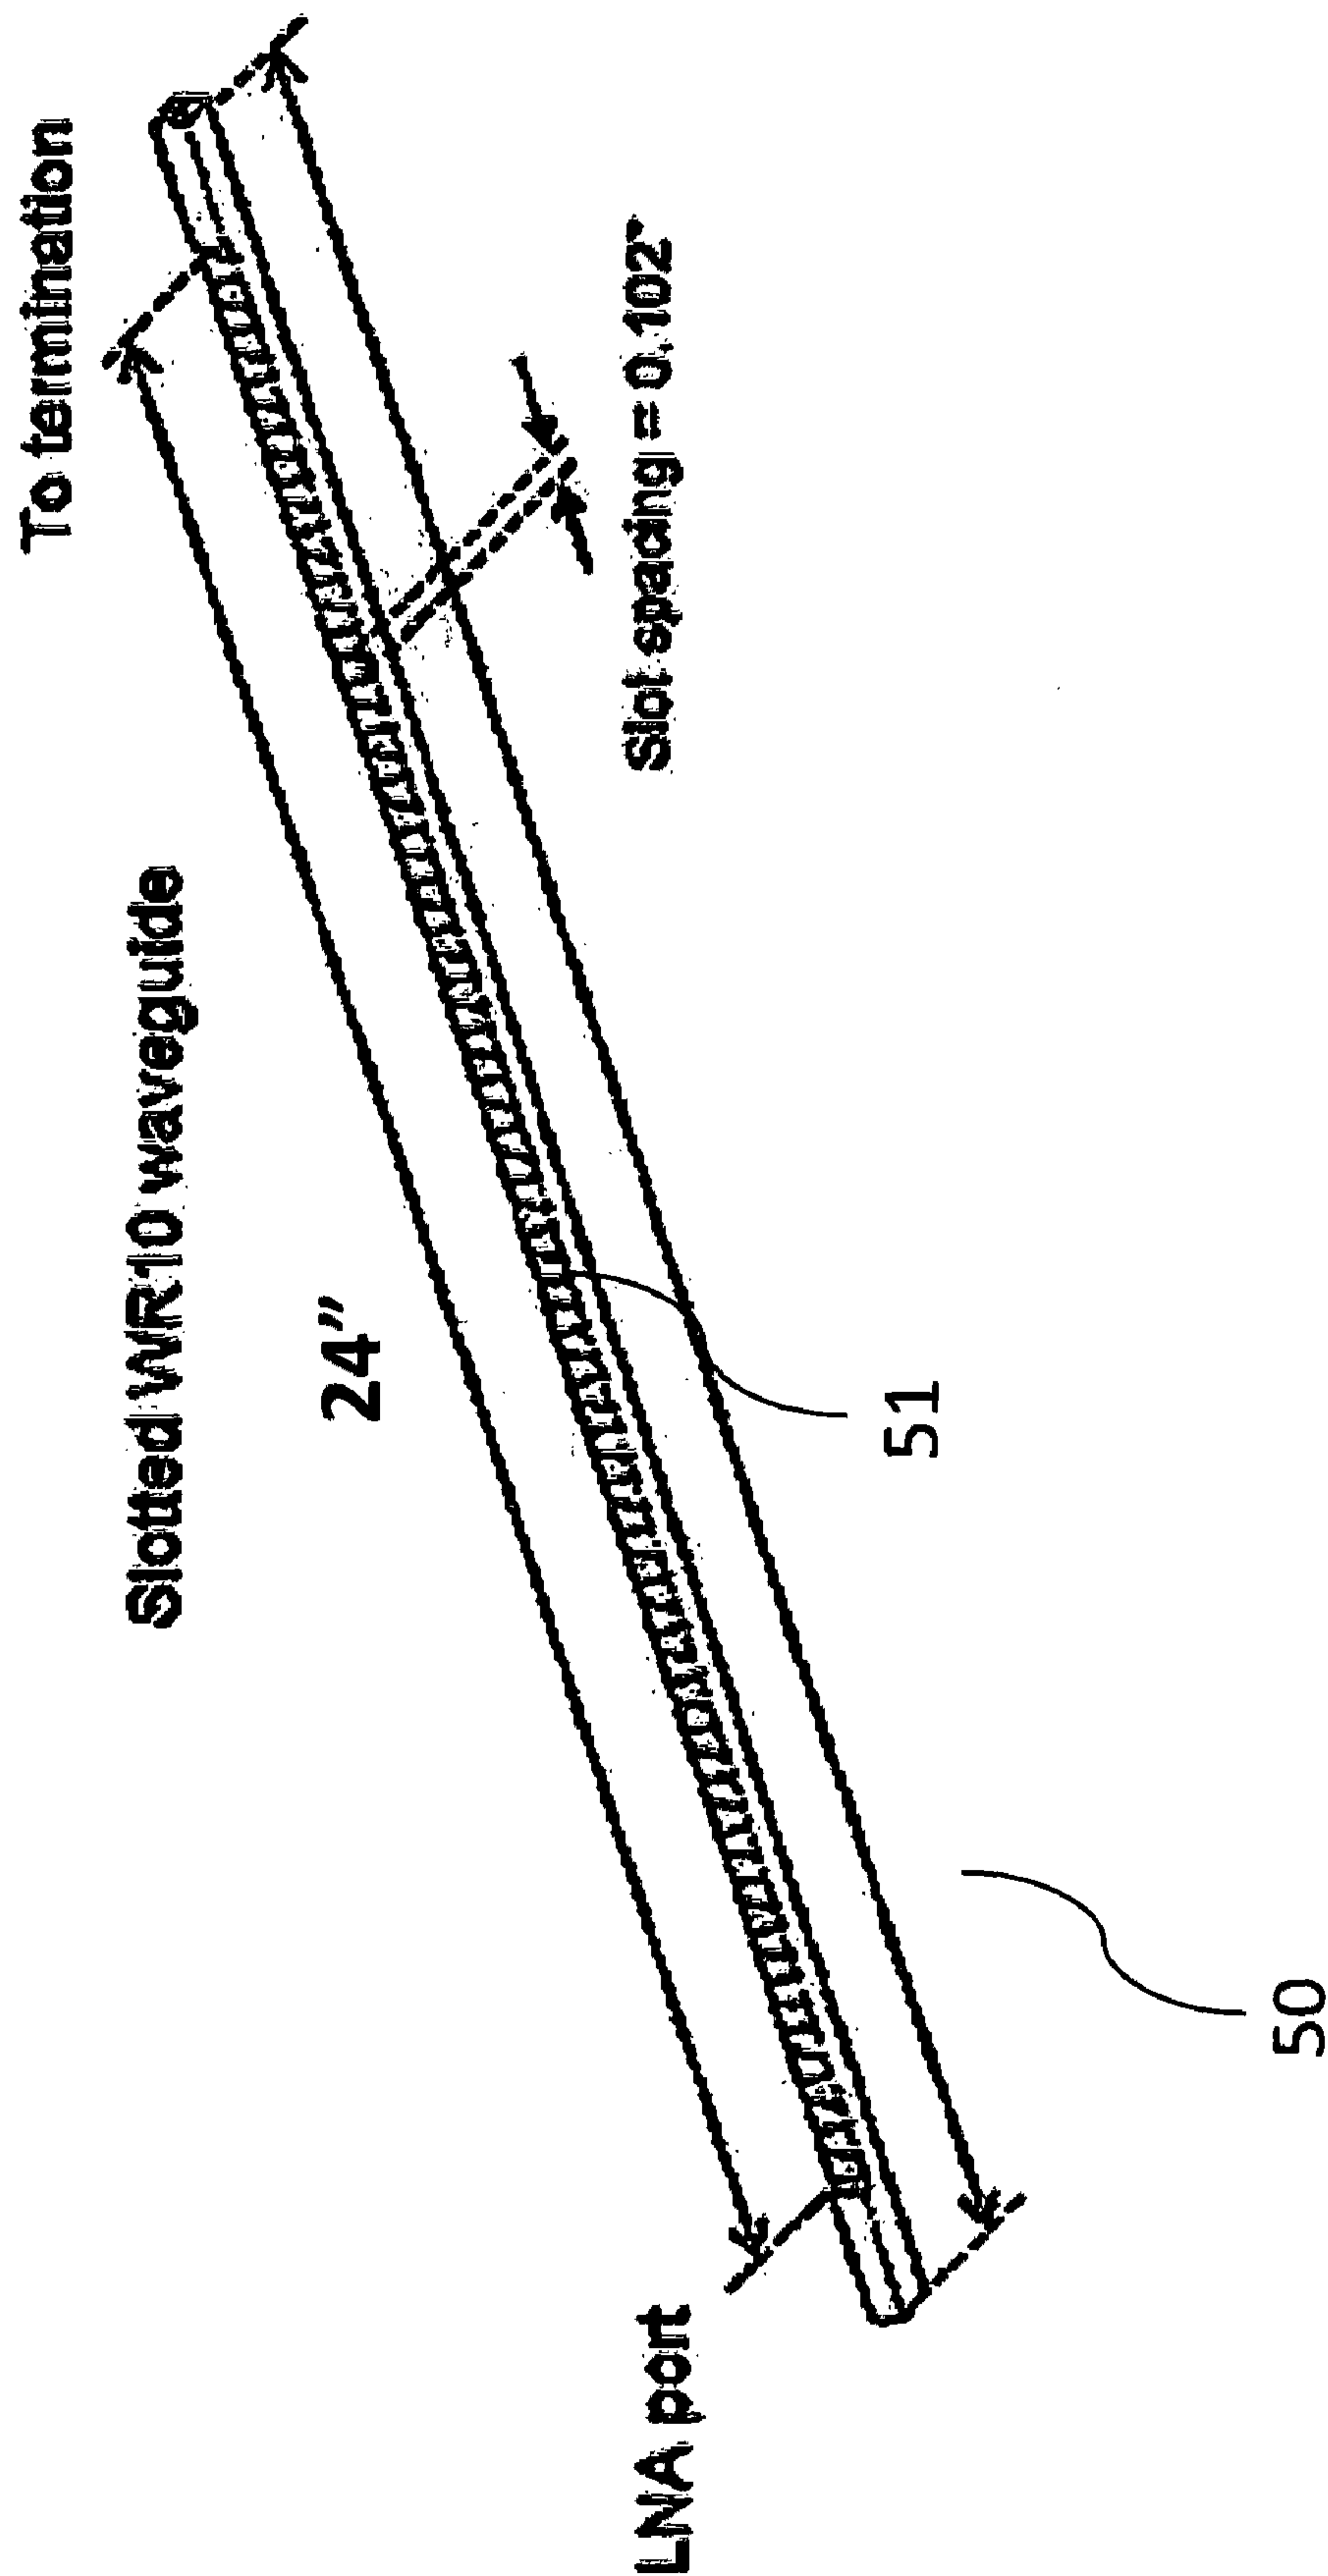 To termination
Slotted WR10 waveguide
24"
Slot spacing = 0.102"
LNA port
51
50